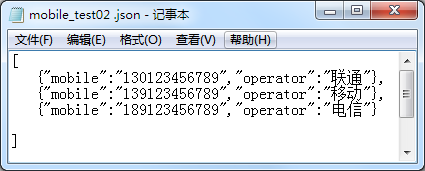 mobile_test02 .json - 记事本
文件(F) 编辑(E) 格式(O) 查看(V) 帮助(H)
[
{"mobile":"130123456789","operator":"联通"},
{"mobile":"139123456789","operator":"移动"},
{"mobile":"189123456789","operator":"电信"}
]